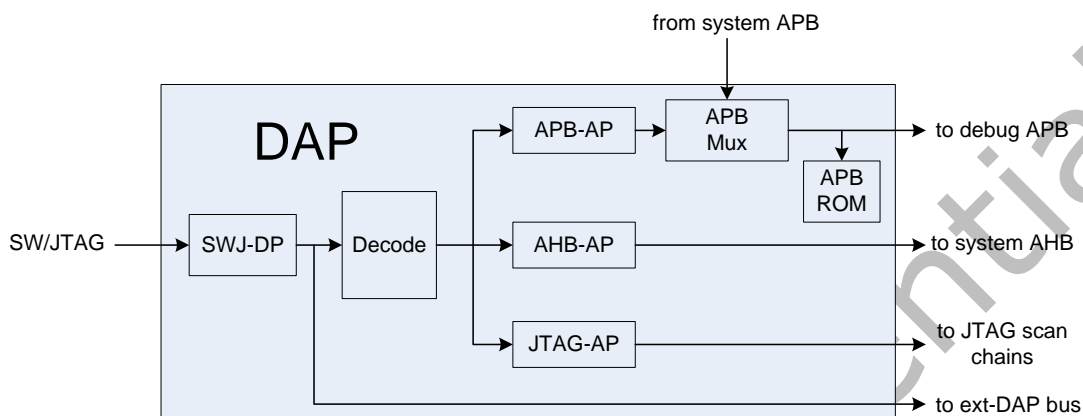 from system APB
DAP
APB-AP
APB
Mux
to debug APB
APB
ROM
SW/JTAG
SWJ-DP
Decode
AHB-AP
to system AHB
JTAG-AP
to JTAG scan
chains
to ext-DAP bus